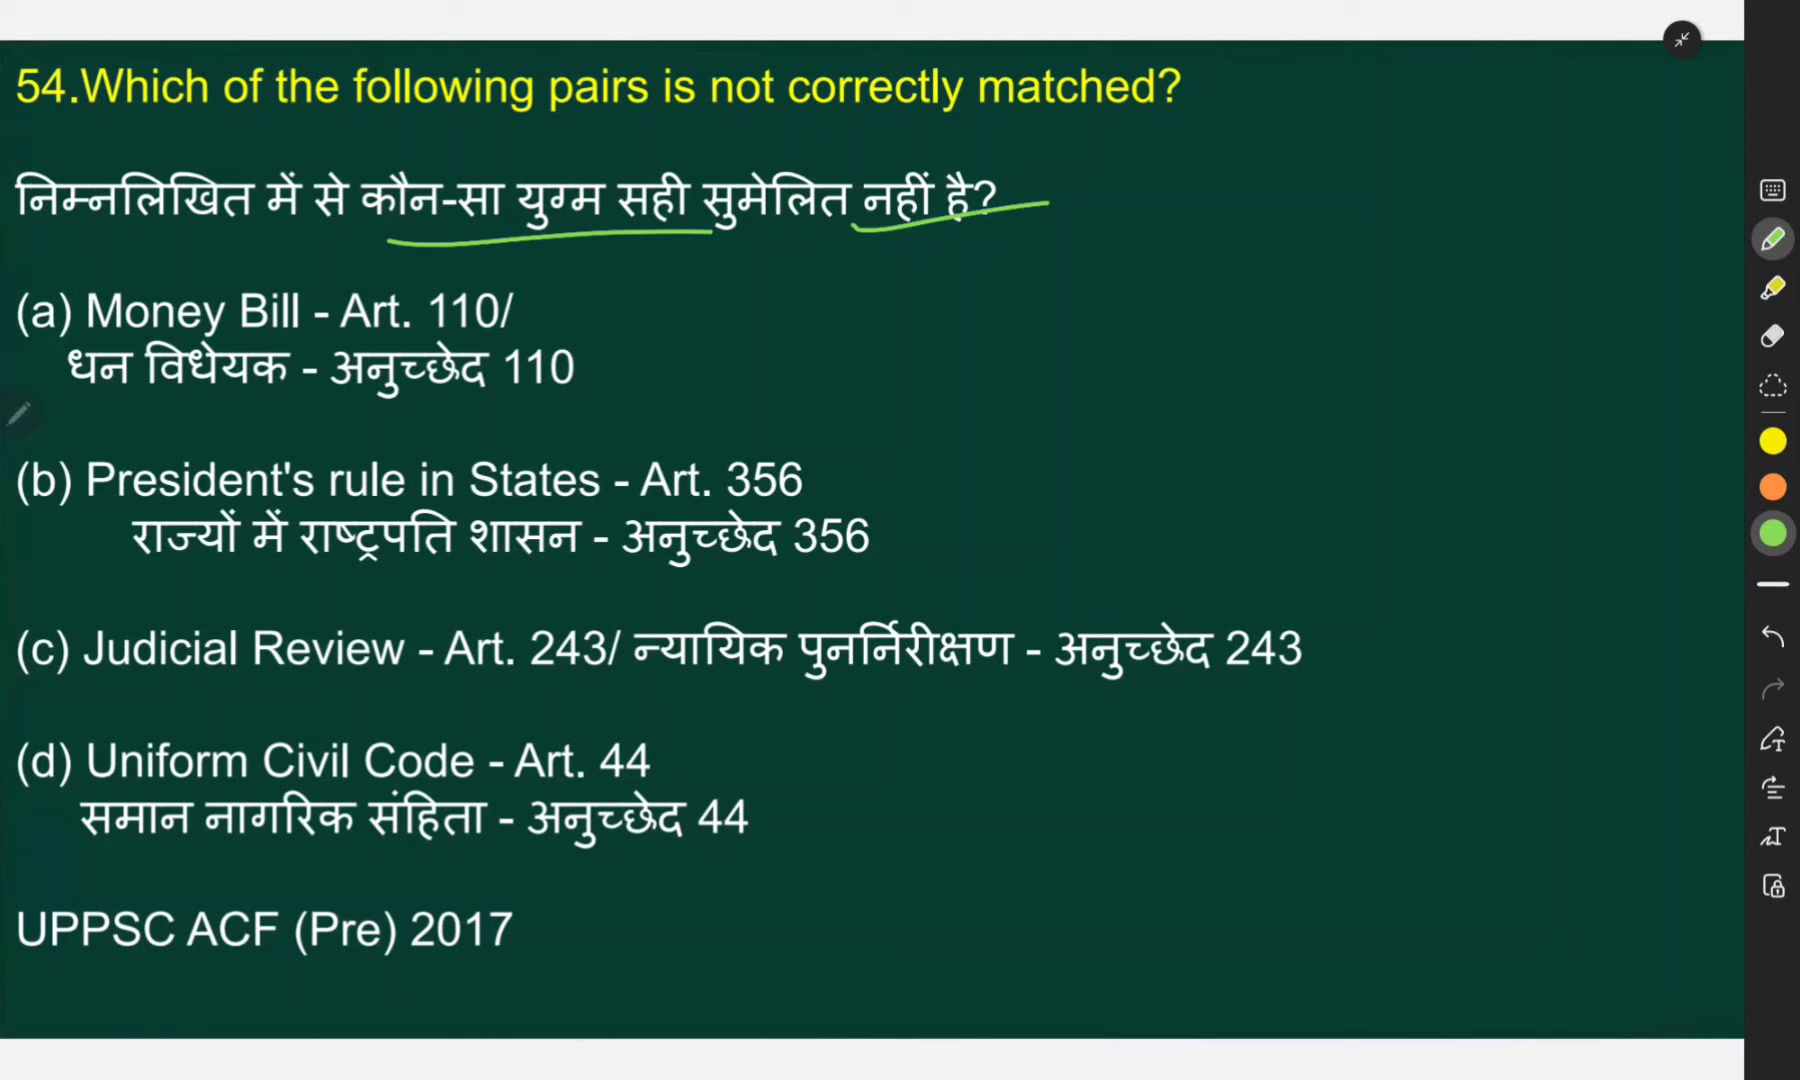 54.Which of the following pairs is not correctly matched?
निम्नलिखित में से कौन-सा युग्म सही सुमेलित नहीं है?
(a) Money Bill - Art. 110/
धन विधेयक - अनुच्छेद 110
(b) President's rule in States - Art. 356
राज्यों में राष्ट्रपति शासन - अनुच्छेद 356
(c) Judicial Review - Art. 243/ न्यायिक पुनर्निरीक्षण - अनुच्छेद 243
(d) Uniform Civil Code - Art. 44
समान नागरिक संहिता - अनुच्छेद 44
UPPSC ACF (Pre) 2017